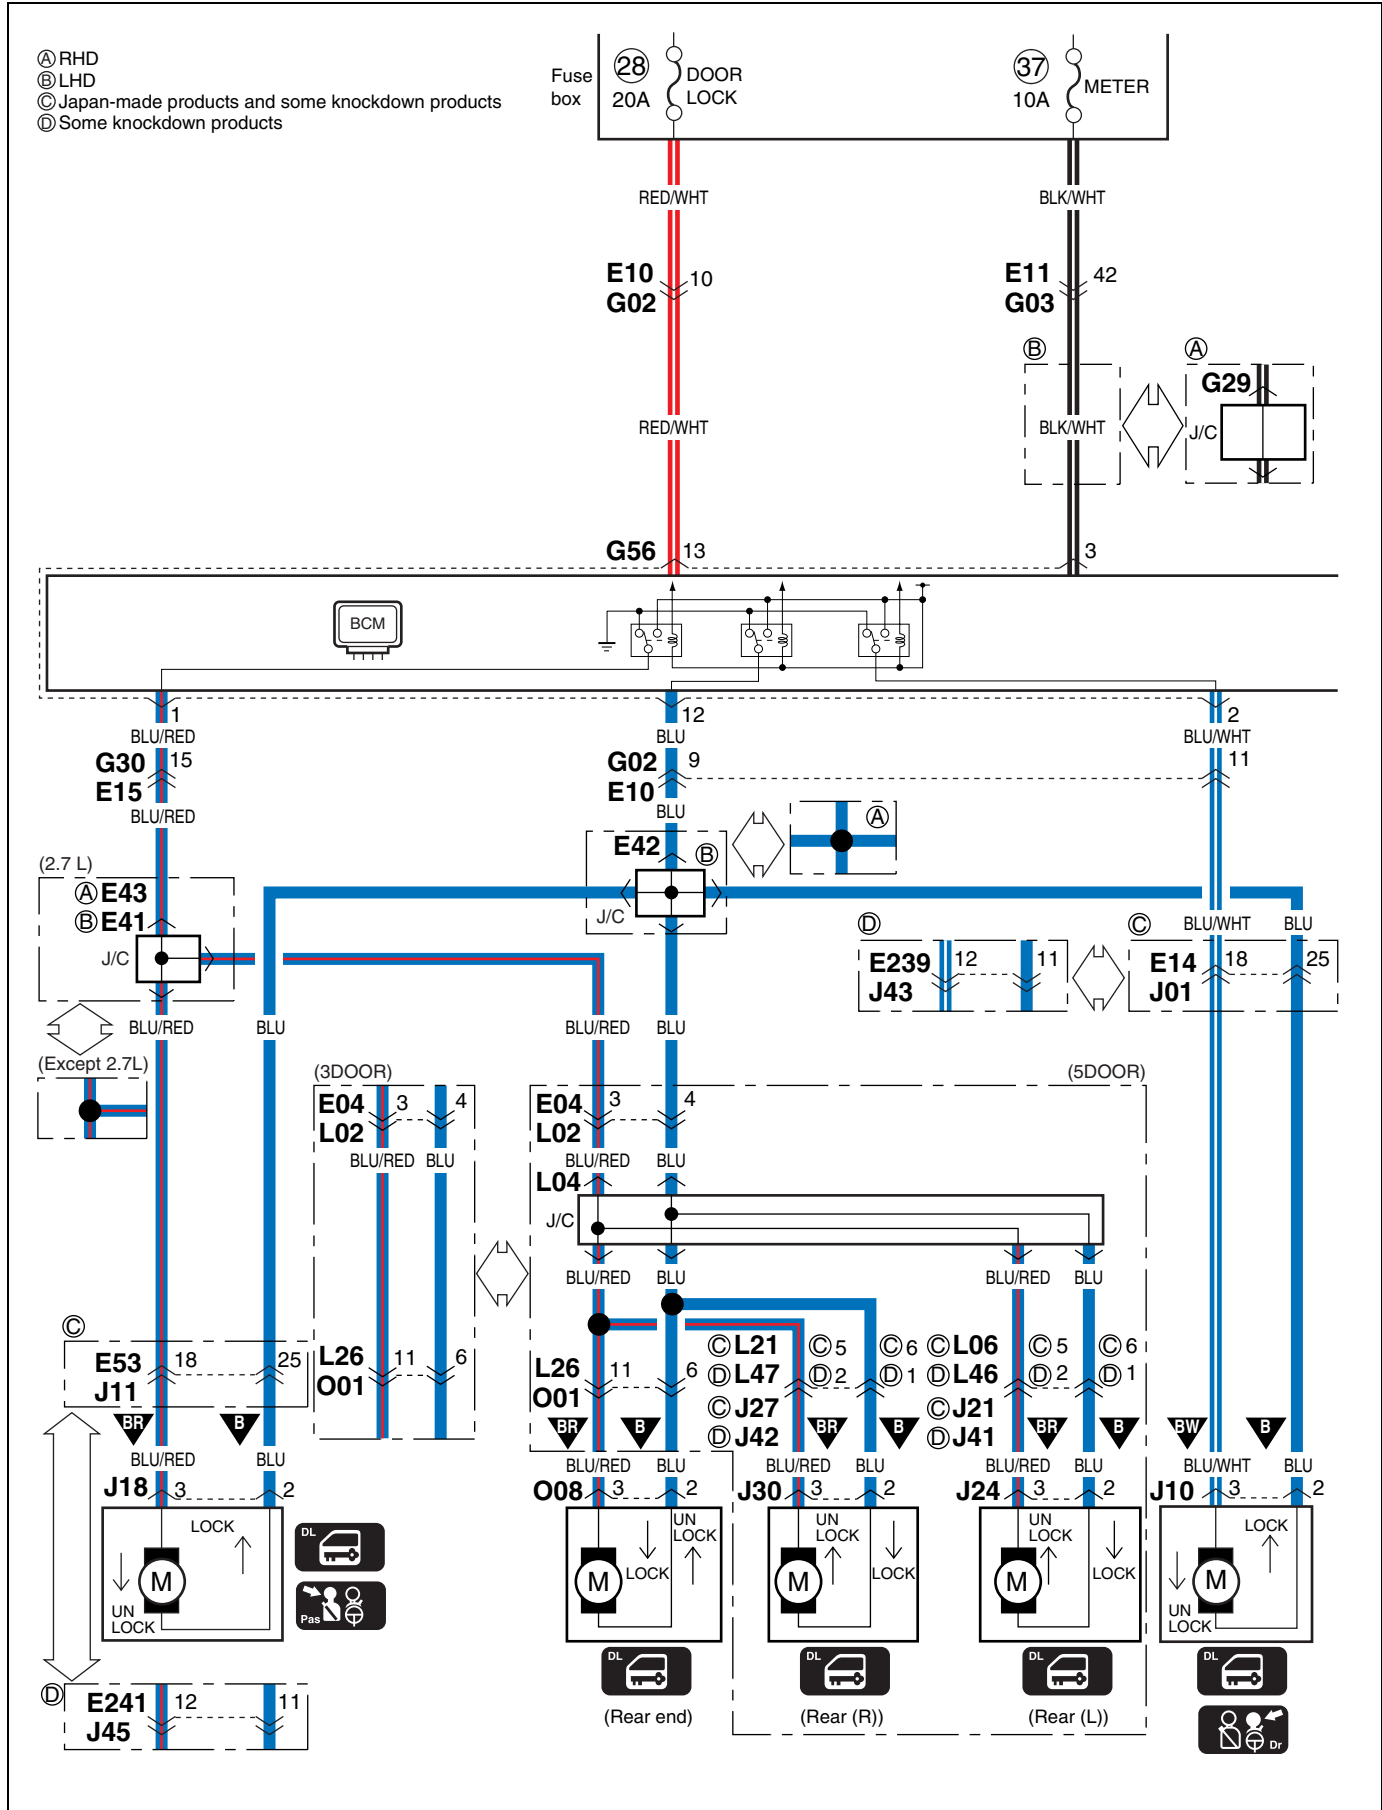 Ⓐ RHD
Ⓑ LHD
Ⓒ Japan-made products and some knockdown products
Ⓓ Some knockdown products
Fuse box
28 20A DOOR LOCK
37 10A METER
RED/WHT BLK/WHT
E10 10 E11 42
G02 G03
Ⓑ Ⓐ
G29
RED/WHT BLK/WHT J/C
G56 13 3
BCM
1 12 2
BLU/RED BLU BLU/WHT
G30 15 G02 9 11
E15 E10
BLU/RED BLU
Ⓐ
(2.7 L) E42 Ⓑ
Ⓐ E43
Ⓑ E41 J/C BLU/WHT BLU
J/C Ⓓ Ⓒ
E239 12 11 E14 18 25
J43 J01
BLU/RED BLU BLU/RED BLU
(Except 2.7L) (3DOOR) (5DOOR)
E04 3 4 E04 3 4
L02 L02
BLU/RED BLU BLU/RED BLU
L04
J/C
BLU/RED BLU BLU/RED BLU
Ⓒ
E53 18 25 L26 11 6 L26 11 6 Ⓒ L21 Ⓒ 5 Ⓒ 6 Ⓒ L06 Ⓒ 5 Ⓒ 6
J11 O01 O01 Ⓓ L47 Ⓓ 2 Ⓓ 1 Ⓓ L46 Ⓓ 2 Ⓓ 1
Ⓒ J27 Ⓒ J21
Ⓓ J42 Ⓓ J41
BR B BR B BR B BR B BW B
BLU/RED BLU BLU/RED BLU BLU/RED BLU BLU/RED BLU BLU/WHT BLU
J18 3 2 O08 3 2 J30 3 2 J24 3 2 J10 3 2
LOCK UN LOCK UN LOCK UN LOCK LOCK
M M LOCK M LOCK M LOCK M
UN LOCK UN LOCK
DL
Pas
DL DL DL DL
(Rear end) (Rear (R)) (Rear (L))
Dr
Ⓓ
E241 12 11
J45